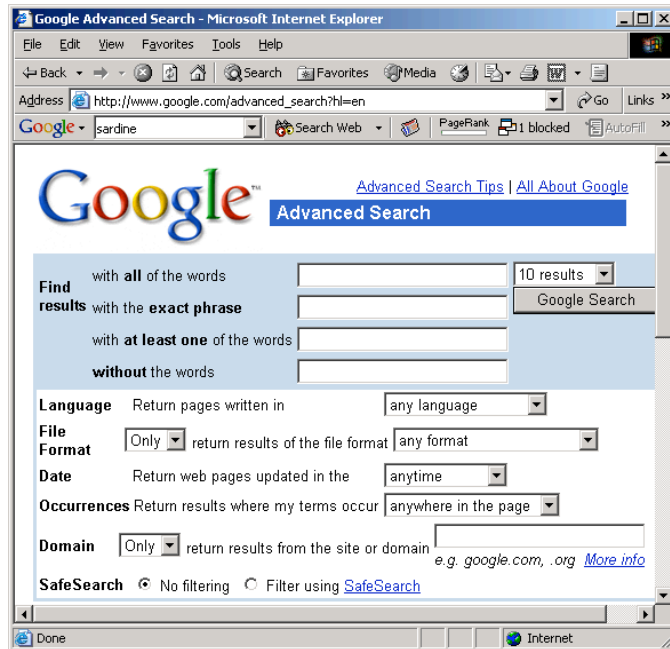 Google Advanced Search - Microsoft Internet Explorer
File Edit View Favorites Tools Help
Back Search Favorites Media
Address http://www.google.com/advanced_search?hl=en Go Links »
Google sardine Search Web PageRank 1 blocked AutoFill »
Google™ Advanced Search Tips | All About Google
Advanced Search
Find results
with all of the words 10 results
with the exact phrase Google Search
with at least one of the words
without the words
Language Return pages written in any language
File Format Only return results of the file format any format
Date Return web pages updated in the anytime
Occurrences Return results where my terms occur anywhere in the page
Domain Only return results from the site or domain
e.g. google.com, .org More info
SafeSearch No filtering Filter using SafeSearch
Done Internet